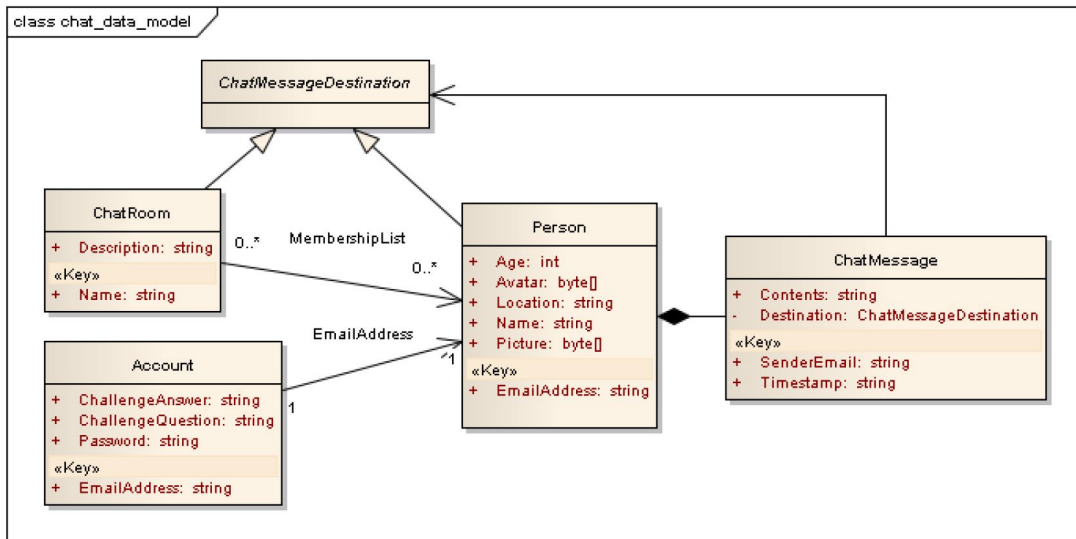 class chat_data_model
ChatMessageDestination
ChatRoom
+ Description: string
«Key»
+ Name: string
0..*
MembershipList
0..*
Person
+ Age: int
+ Avatar: byte[]
+ Location: string
+ Name: string
+ Picture: byte[]
«Key»
+ EmailAddress: string
ChatMessage
+ Contents: string
- Destination: ChatMessageDestination
«Key»
+ SenderEmail: string
+ Timestamp: string
EmailAddress
^1
1
Account
+ ChallengeAnswer: string
+ ChallengeQuestion: string
+ Password: string
«Key»
+ EmailAddress: string